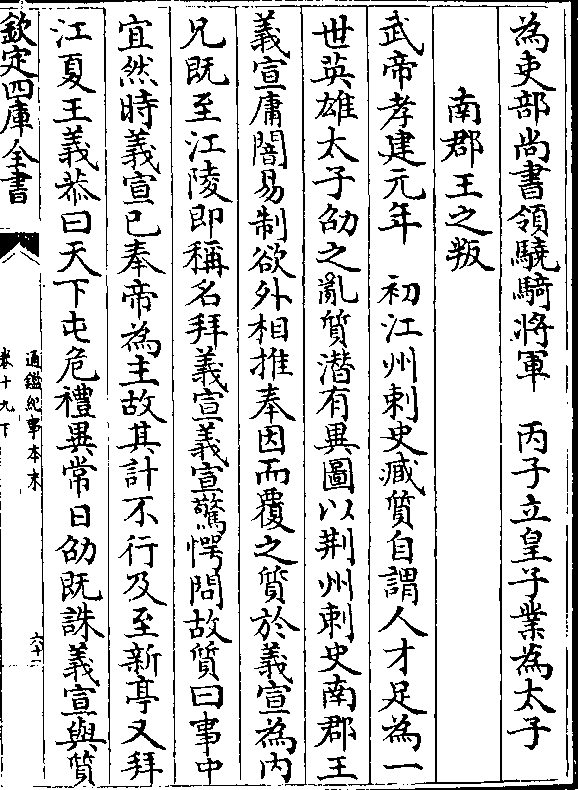 為吏部尚書領驍騎將軍　丙子立皇子業為太子
南郡王之叛
武帝孝建元年　初江州刺史臧質自謂人才足為一
世英雄太子劭之亂質潛有異圖以荆州刺史南郡王
義宣庸闇易制欲外相推奉因而覆之質於義宣為内
兄既至江陵即稱名拜義宣義宣驚愕問故質曰事中
宜然時義宣已奉帝為主故其計不行及至新亭又拜
江夏王義恭曰天下屯危禮異常日劭既誅義宣與質
欽定四庫全書
通鑑紀事本末
卷十九下
六十二